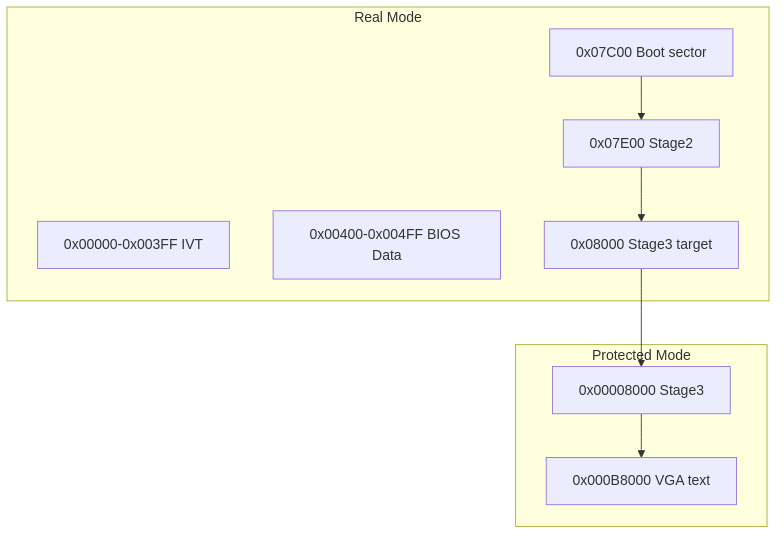 Real Mode
0x07C00 Boot sector
0x07E00 Stage2
0x00000-0x003FF IVT
0x00400-0x004FF BIOS
Data
0x08000 Stage3 target
Protected Mode
0x00008000 Stage3
0x000B8000 VGA text